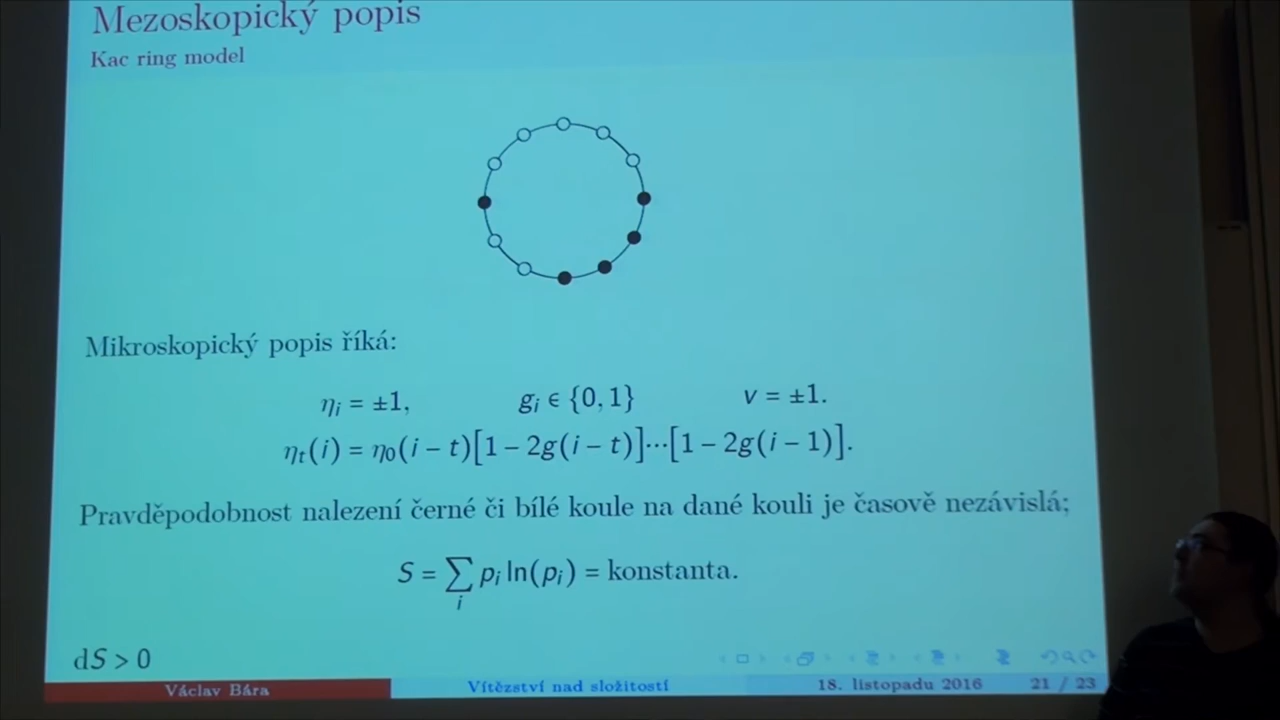 Mezoskopický popis
Kac ring model
Mikroskopický popis říká:
ηᵢ = ±1, gᵢ ∈ {0, 1} v = ±1.
ηₜ(i) = η₀(i − t)[1 − 2g(i − t)]···[1 − 2g(i − 1)].
Pravděpodobnost nalezení černé či bílé koule na dané kouli je časově nezávislá;
S = ∑ᵢ pᵢ ln(pᵢ) = konstanta.
dS > 0
Václav Bára Vítězství nad složitostí 18. listopadu 2016 21 / 23